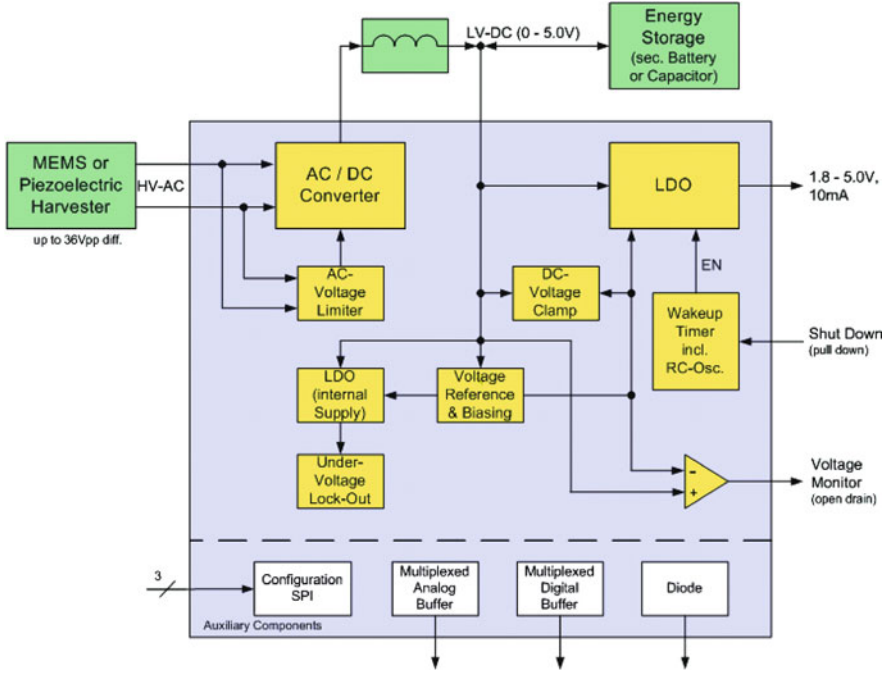 LV-DC (0 - 5.0V)
Energy
Storage
(sec. Battery
or Capacitor)
MEMS or
Piezoelectric
Harvester
HV-AC
up to 36Vpp diff.
AC / DC
Converter
LDO
1.8 - 5.0V,
10mA
EN
AC-
Voltage
Limiter
DC-
Voltage
Clamp
Wakeup
Timer
incl.
RC-Osc.
Shut Down
(pull down)
LDO
(internal
Supply)
Voltage
Reference
& Biasing
Under-
Voltage
Lock-Out
-
+
Voltage
Monitor
(open drain)
3
Configuration
SPI
Multiplexed
Analog
Buffer
Multiplexed
Digital
Buffer
Diode
Auxiliary Components